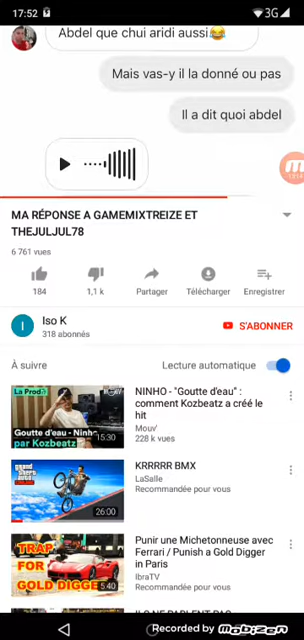 17:52
3G
Abdel que chui aridi aussi😂
Mais vas-y il la donné ou pas
Il a dit quoi abdel
MA RÉPONSE A GAMEMIXTREIZE ET
THEJULJUL78
6 761 vues
184
1,1 k
Partager
Télécharger
Enregistrer
I
Iso K
318 abonnés
S'ABONNER
À suivre
Lecture automatique
La Prod
Goutte d'eau - Ninho
par Kozbeatz
15:30
NINHO - "Goutte d'eau" :
comment Kozbeatz a créé le
hit
Mouv'
228 k vues
26:00
KRRRRR BMX
LaSalle
Recommandée pour vous
TRAP
FOR
GOLD DIGGE
5:40
Punir une Michetonneuse avec
Ferrari / Punish a Gold Digger
in Paris
IbraTV
Recommandée pour vous
Recorded by Mobizen